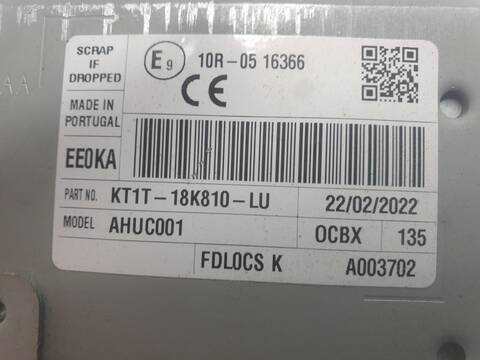 SCRAP
IF
DROPPED
E9 10R-05 16366
CE
MADE IN
PORTUGAL
EE0KA
PART NO. KT1T-18K810-LU 22/02/2022
MODEL AHUC001 OCBX 135
FDL0CS K A003702